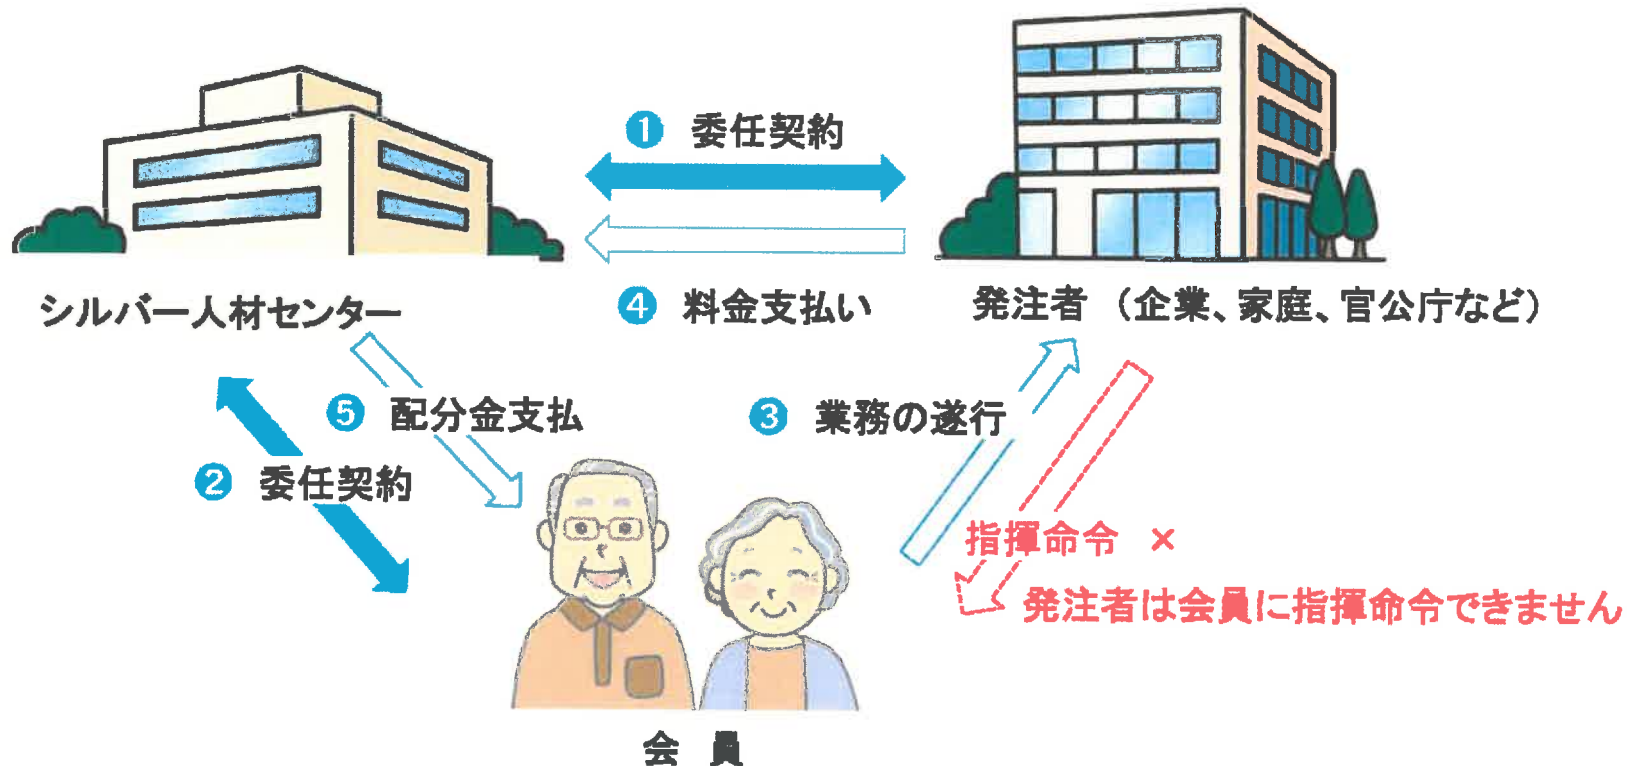 ❶ 委任契約
❹ 料金支払い
シルバー人材センター
発注者 （企業、家庭、官公庁など）
❺ 配分金支払
❸ 業務の遂行
❷ 委任契約
指揮命令 ×
発注者は会員に指揮命令できません
会 員